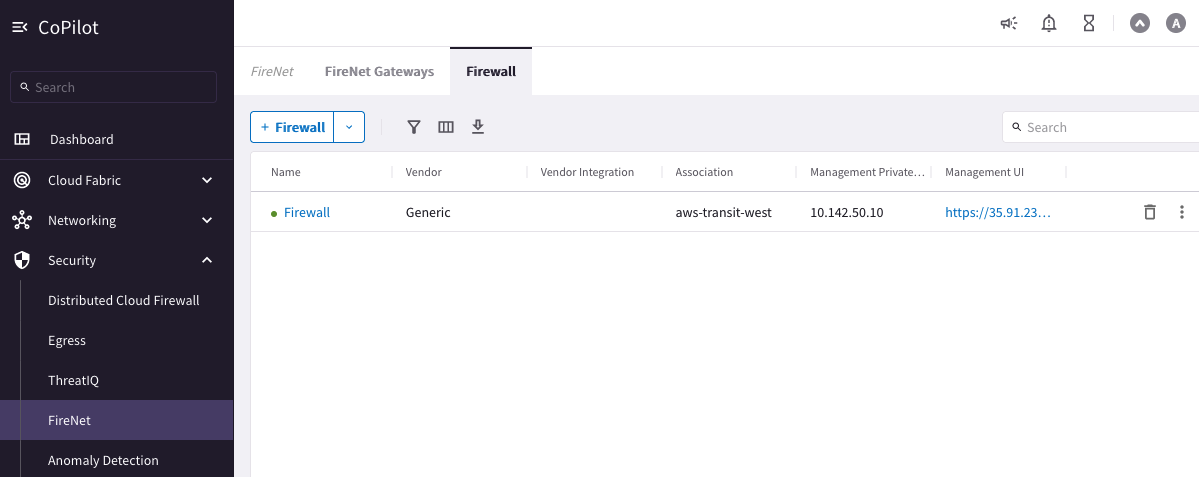 CoPilot
A
FireNet
FireNet Gateways
Firewall
Search
+ Firewall
Search
Dashboard
Name
Vendor
Vendor Integration
Association
Management Private...
Management UI
Cloud Fabric
Firewall
Generic
aws-transit-west
10.142.50.10
https://35.91.23...
Networking
Security
Distributed Cloud Firewall
Egress
ThreatIQ
FireNet
Anomaly Detection